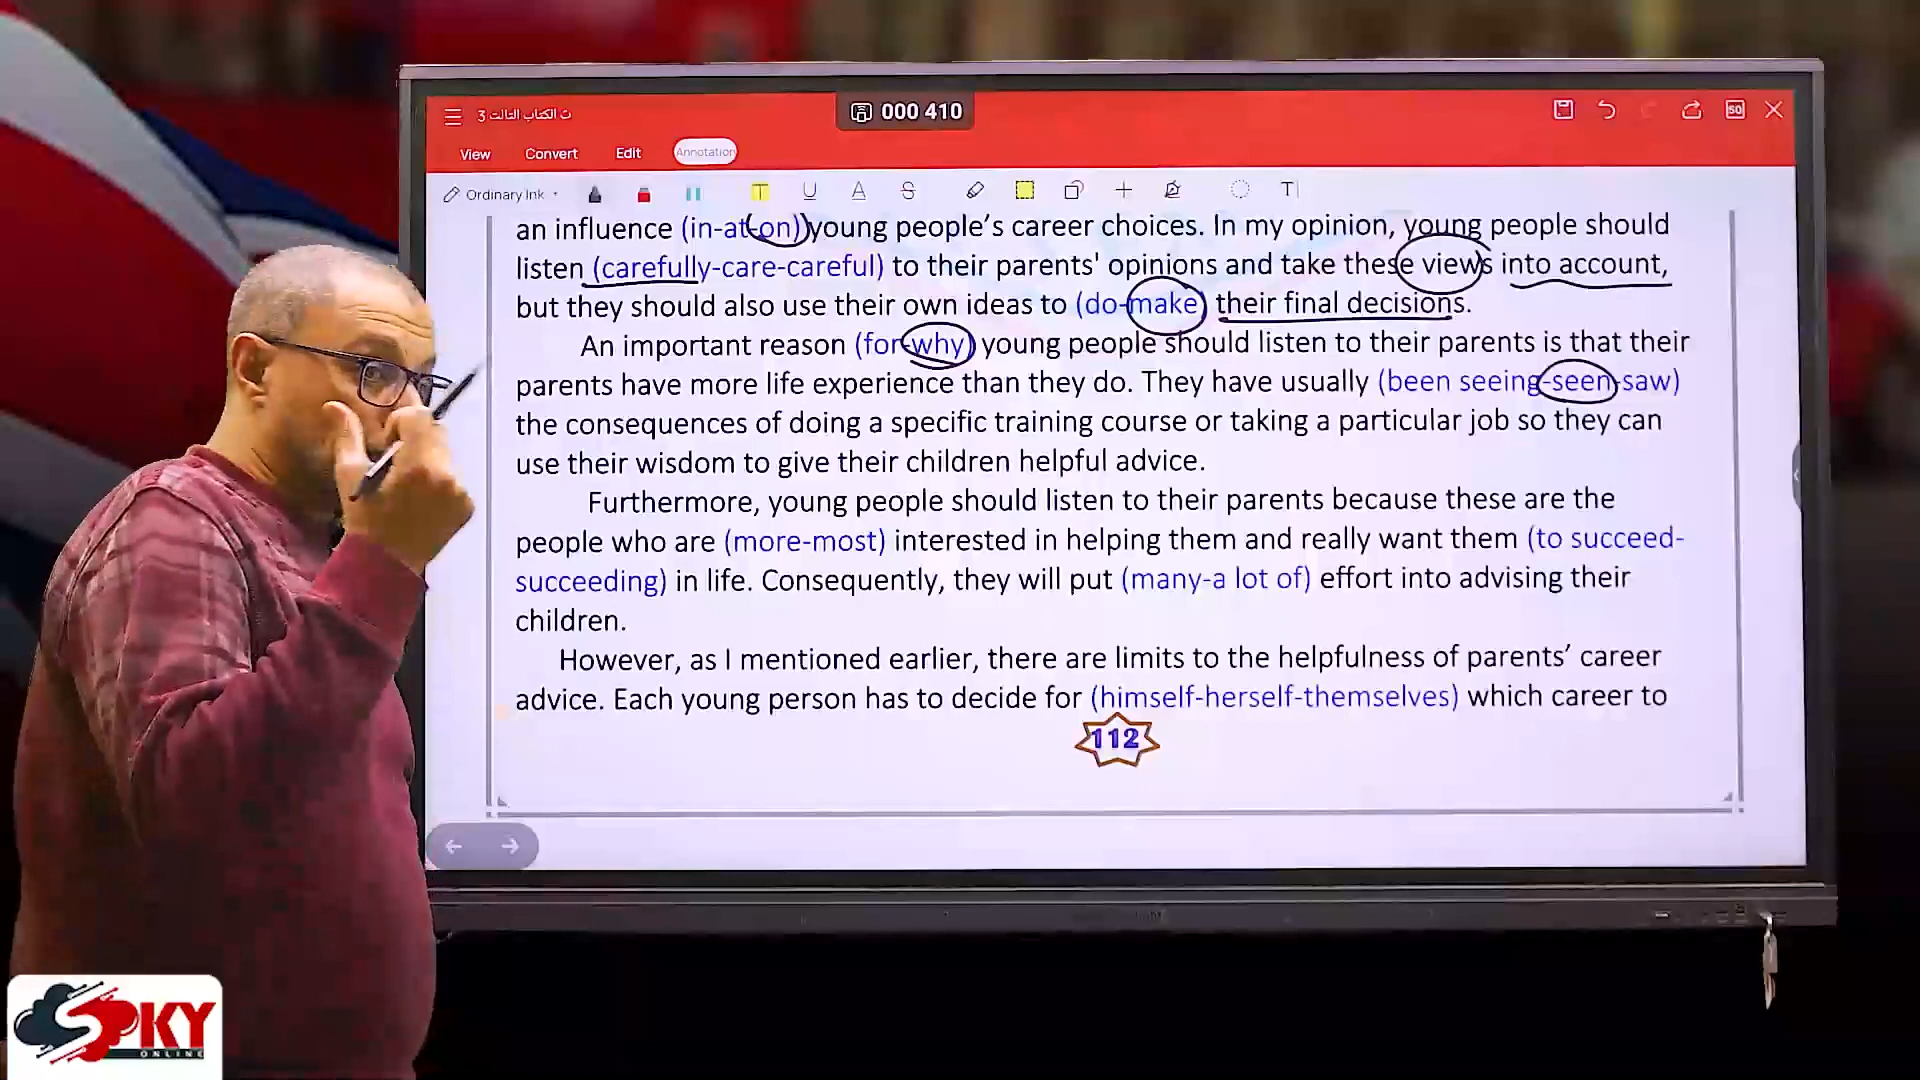 ت الكتاب الثالث 3
000 410
50
View Convert Edit Annotation
Ordinary Ink
an influence (in-at-on) young people's career choices. In my opinion, young people should
listen (carefully-care-careful) to their parents' opinions and take these views into account,
but they should also use their own ideas to (do-make) their final decisions.
An important reason (for-why) young people should listen to their parents is that their
parents have more life experience than they do. They have usually (been seeing-seen-saw)
the consequences of doing a specific training course or taking a particular job so they can
use their wisdom to give their children helpful advice.
Furthermore, young people should listen to their parents because these are the
people who are (more-most) interested in helping them and really want them (to succeed-
succeeding) in life. Consequently, they will put (many-a lot of) effort into advising their
children.
However, as I mentioned earlier, there are limits to the helpfulness of parents’ career
advice. Each young person has to decide for (himself-herself-themselves) which career to
112
SKY
ONLINE